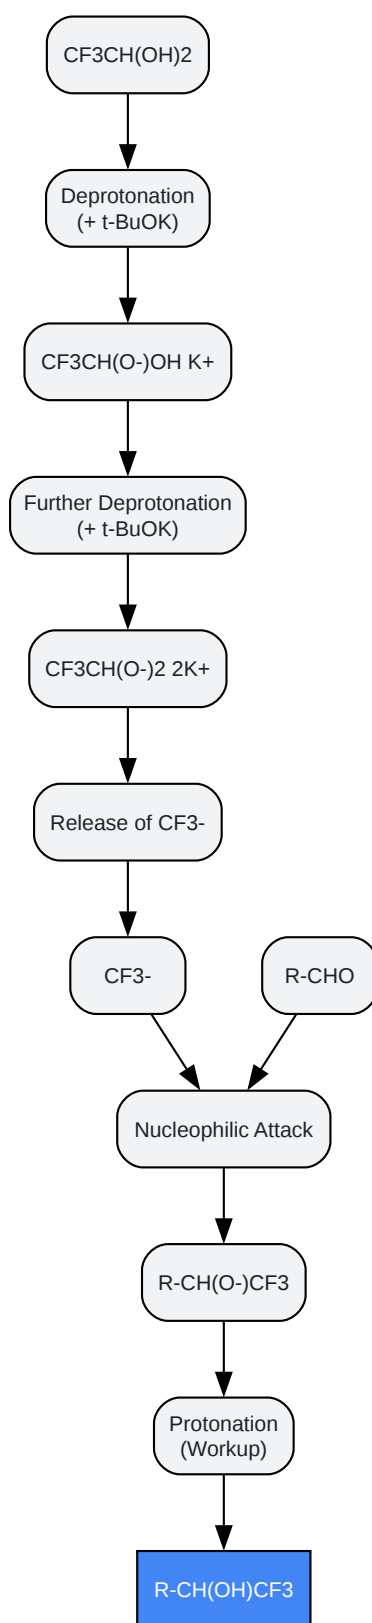 CF3CH(OH)2
Deprotonation
(+ t-BuOK)
CF3CH(O-)OH K+
Further Deprotonation
(+ t-BuOK)
CF3CH(O-)2 2K+
Release of CF3-
CF3-
R-CHO
Nucleophilic Attack
R-CH(O-)CF3
Protonation
(Workup)
R-CH(OH)CF3